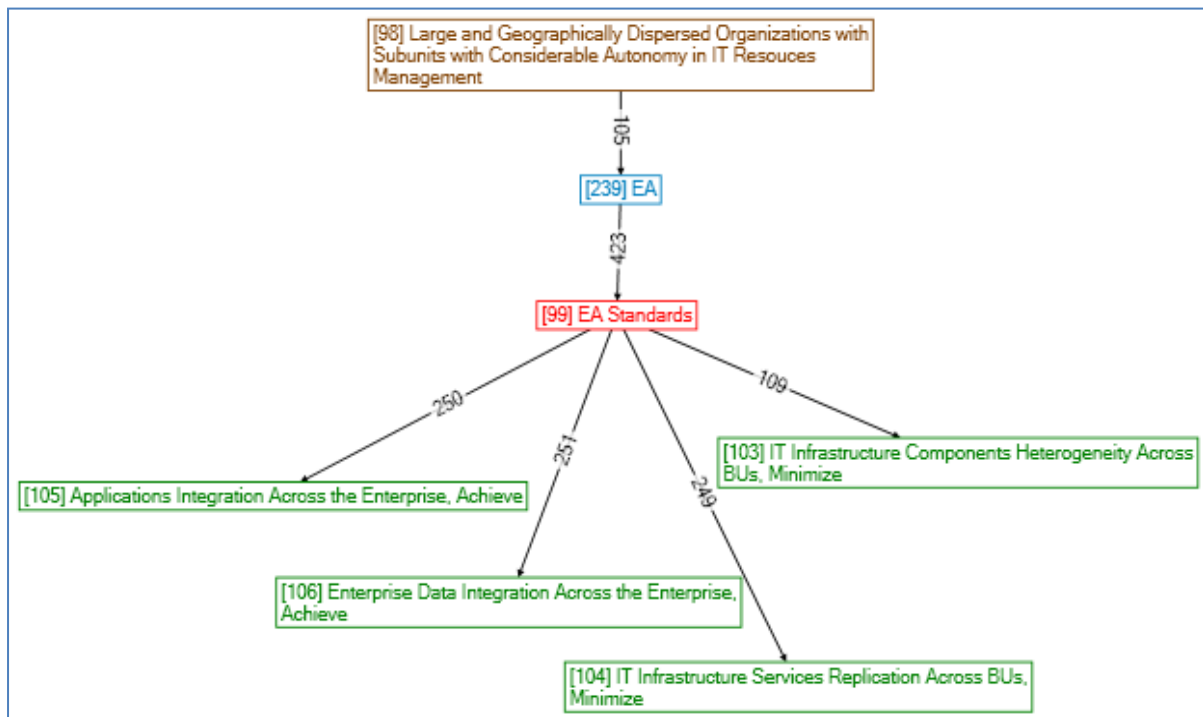 [98] Large and Geographically Dispersed Organizations with
Subunits with Considerable Autonomy in IT Resouces
Management
105
[239] EA
423
[99] EA Standards
250
251
249
109
[103] IT Infrastructure Components Heterogeneity Across
BUs, Minimize
[105] Applications Integration Across the Enterprise, Achieve
[106] Enterprise Data Integration Across the Enterprise,
Achieve
[104] IT Infrastructure Services Replication Across BUs,
Minimize